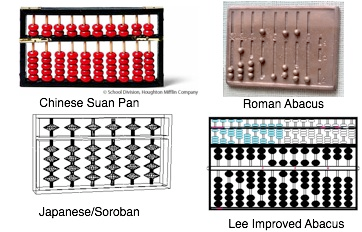 © School Division, Houghton Mifflin Company
Chinese Suan Pan
Roman Abacus
Japanese/Soroban
Lee Improved Abacus